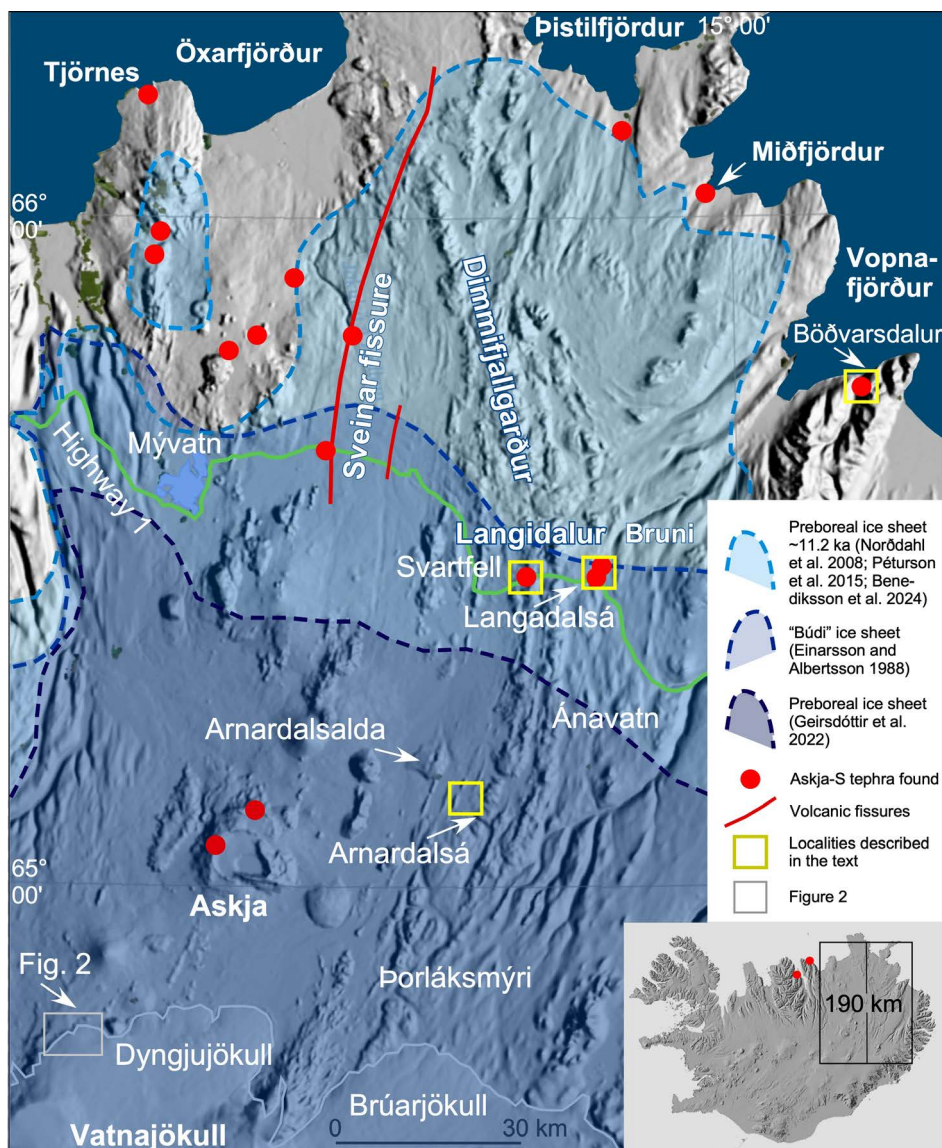 Þistilfjördur
15° 00'
Öxarfjörður
Tjörnes
Miðfjördur
66°
00'
Vopna-
fjörður
Böðvarsdalur
Sveinar fissure
Dimmifjallgarður
Highway 1
Mývatn
Langidalur
Bruni
Svartfell
Langadalsá
Ánavatn
Arnardalsalda
Arnardalsá
65°
00'
Askja
Þorláksmýri
Fig. 2
Dyngjujökull
Brúarjökull
Vatnajökull
0 30 km
Preboreal ice sheet
~11.2 ka (Norðdahl
et al. 2008; Péturson
et al. 2015; Bene-
diksson et al. 2024)
“Búdi” ice sheet
(Einarsson and
Albertsson 1988)
Preboreal ice sheet
(Geirsdóttir et al.
2022)
Askja-S tephra found
Volcanic fissures
Localities described
in the text
Figure 2
190 km